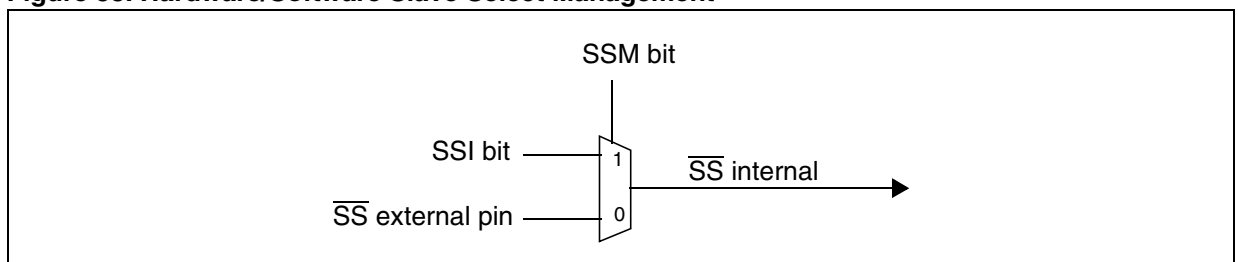 SSM bit
SSI bit
1
SS internal
SS external pin
0